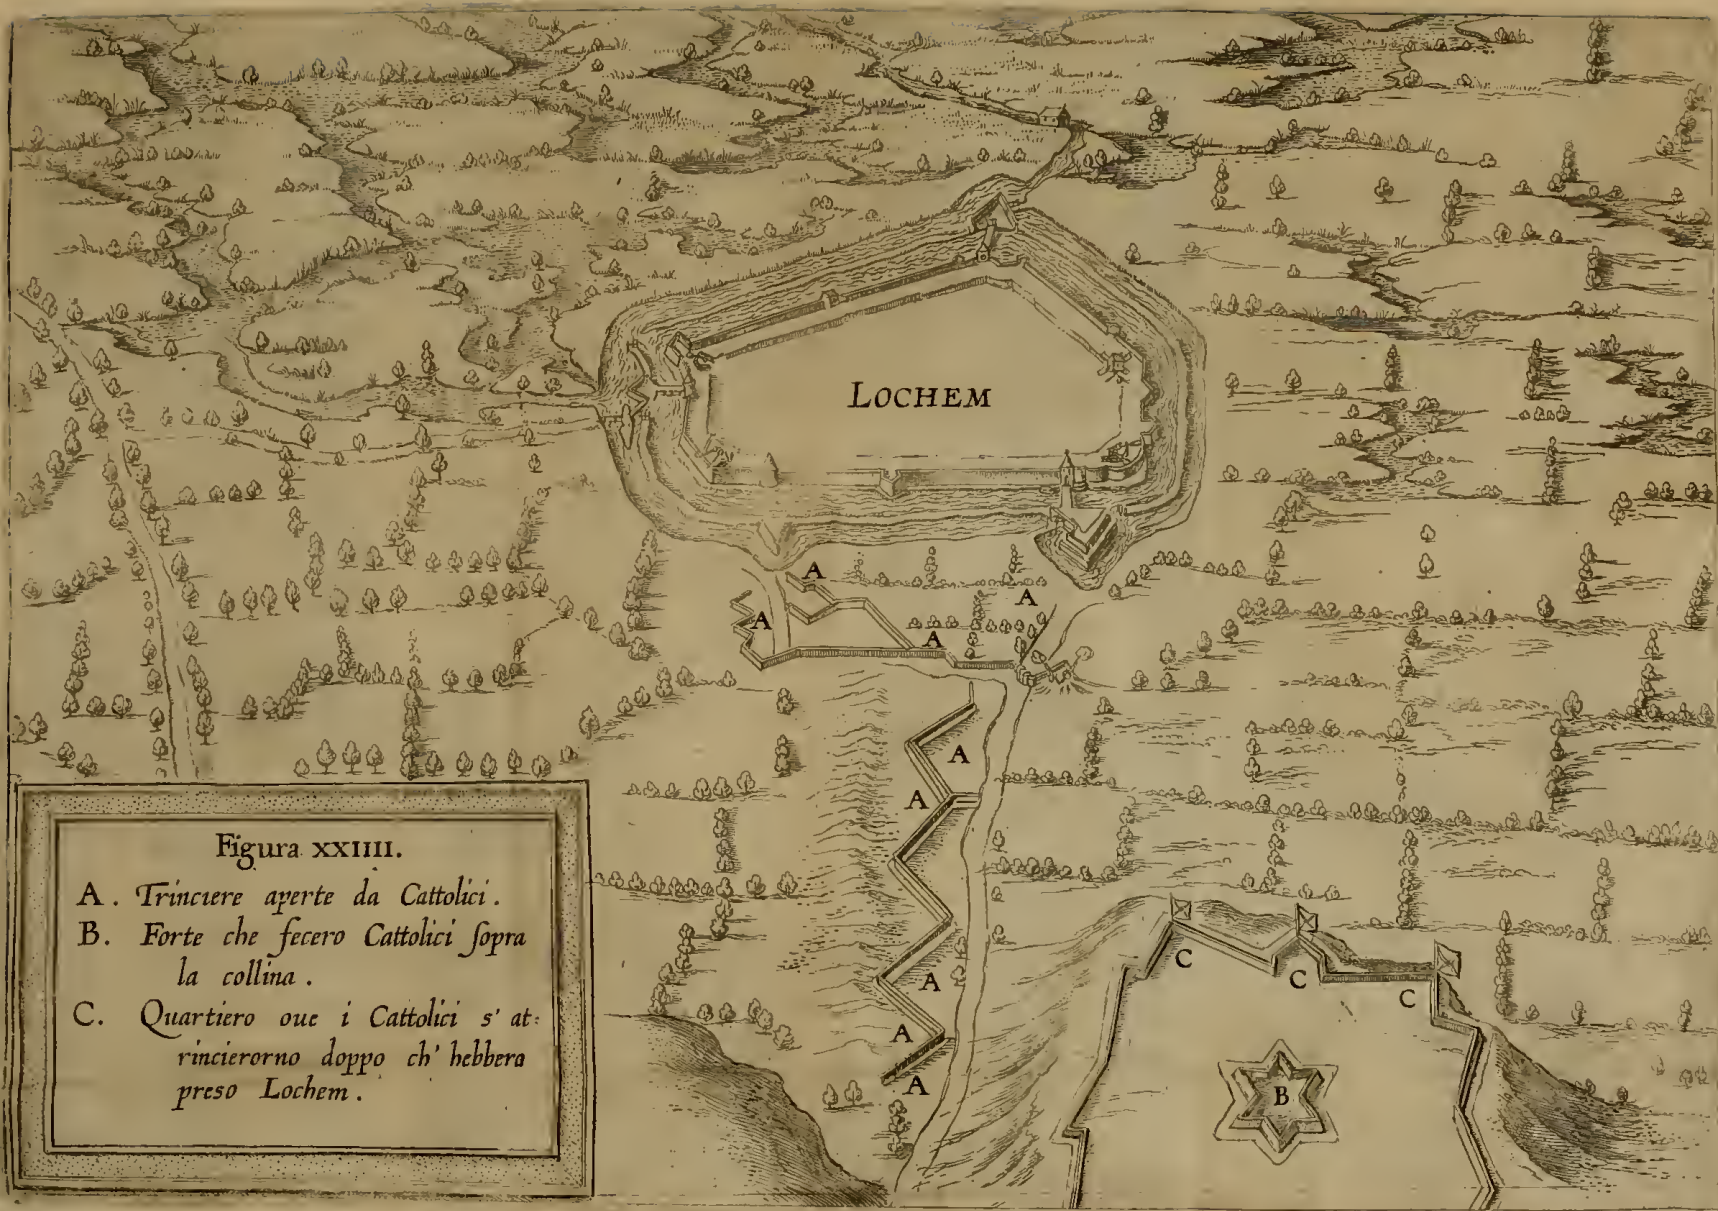 LOCHEM
A
A
A
A
A
A
A
A
A
C
C
C
B
Figura XXIIII.
A. Trinciere aperte da Cattolici.
B. Forte che fecero Cattolici ſopra
la collina.
C. Quartiero oue i Cattolici s' at:
rincierorno doppo ch' hebbera
preso Lochem.